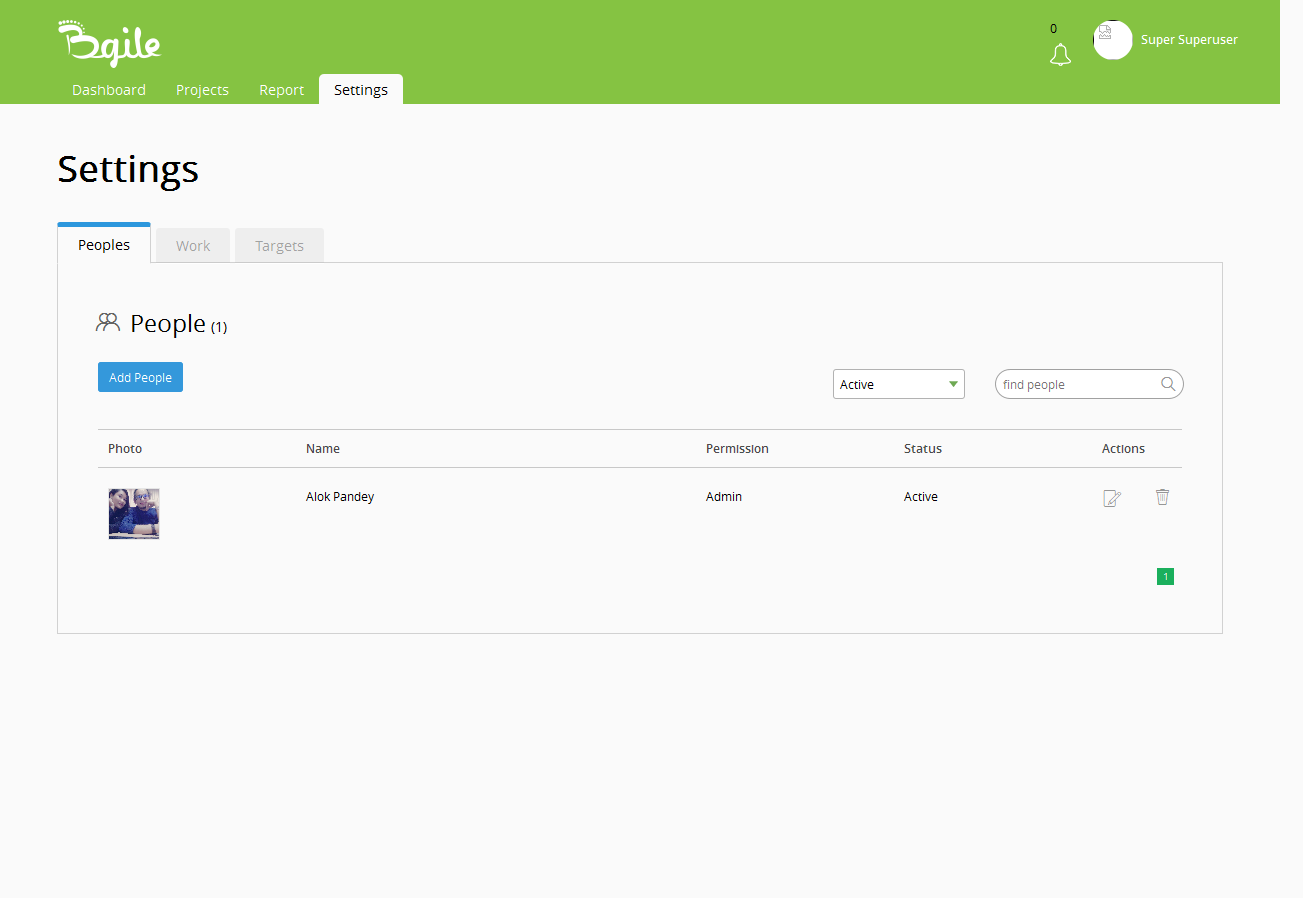 Bgile
0
Super Superuser
Dashboard Projects Report Settings
Settings
Peoples Work Targets
People (1)
Add People
Active
find people
Photo Name Permission Status Actions
Alok Pandey Admin Active
1